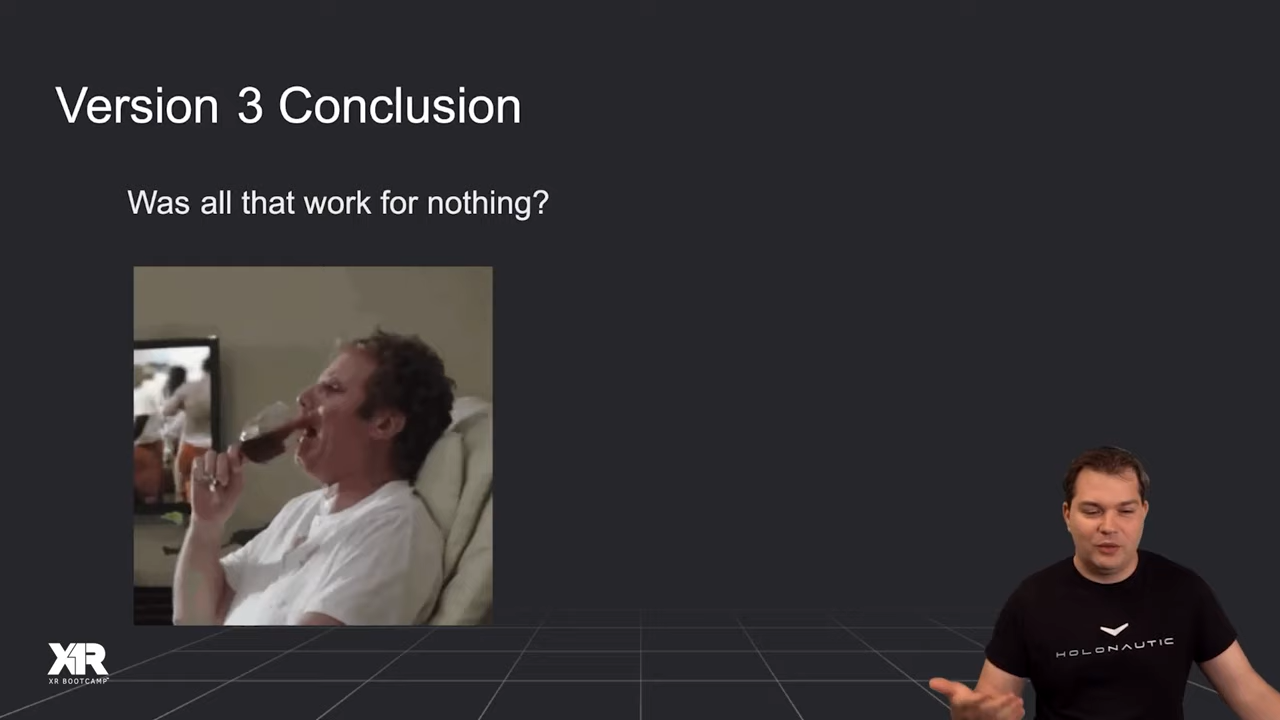 Version 3 Conclusion
Was all that work for nothing?
XR
XR BOOTCAMP
HOLONAUTIC